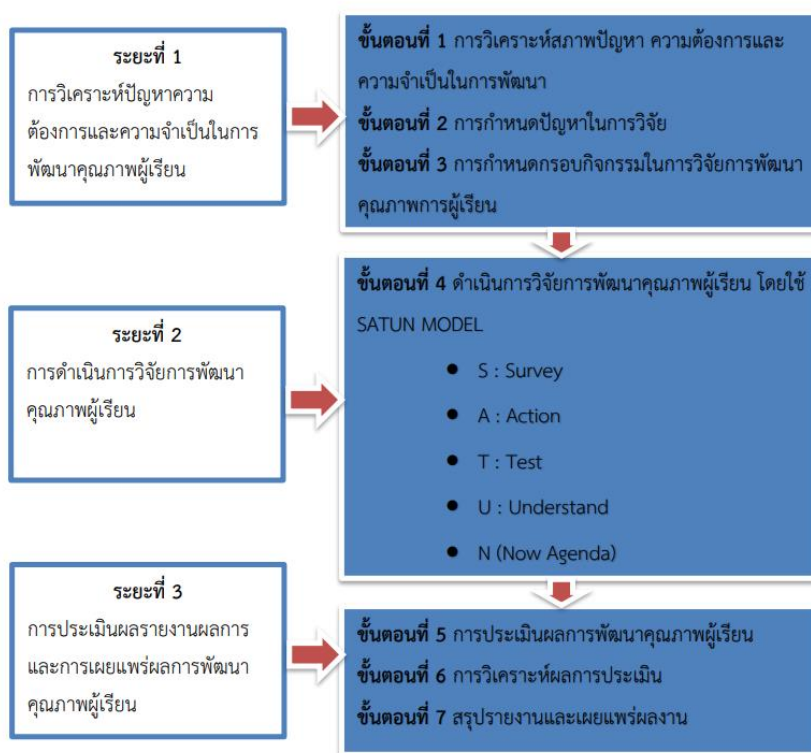 ระยะที่ 1
การวิเคราะห์ปัญหาความ
ต้องการและความจำเป็นในการ
พัฒนาคุณภาพผู้เรียน
ขั้นตอนที่ 1 การวิเคราะห์สภาพปัญหา ความต้องการและ
ความจำเป็นในการพัฒนา
ขั้นตอนที่ 2 การกำหนดปัญหาในการวิจัย
ขั้นตอนที่ 3 การกำหนดกรอบกิจกรรมในการวิจัยการพัฒนา
คุณภาพการผู้เรียน
ระยะที่ 2
การดำเนินการวิจัยการพัฒนา
คุณภาพผู้เรียน
ขั้นตอนที่ 4 ดำเนินการวิจัยการพัฒนาคุณภาพผู้เรียน โดยใช้
SATUN MODEL
● S : Survey
● A : Action
● T : Test
● U : Understand
● N (Now Agenda)
ระยะที่ 3
การประเมินผลรายงานผลการ
และการเผยแพร่ผลการพัฒนา
คุณภาพผู้เรียน
ขั้นตอนที่ 5 การประเมินผลการพัฒนาคุณภาพผู้เรียน
ขั้นตอนที่ 6 การวิเคราะห์ผลการประเมิน
ขั้นตอนที่ 7 สรุปรายงานและเผยแพร่ผลงาน